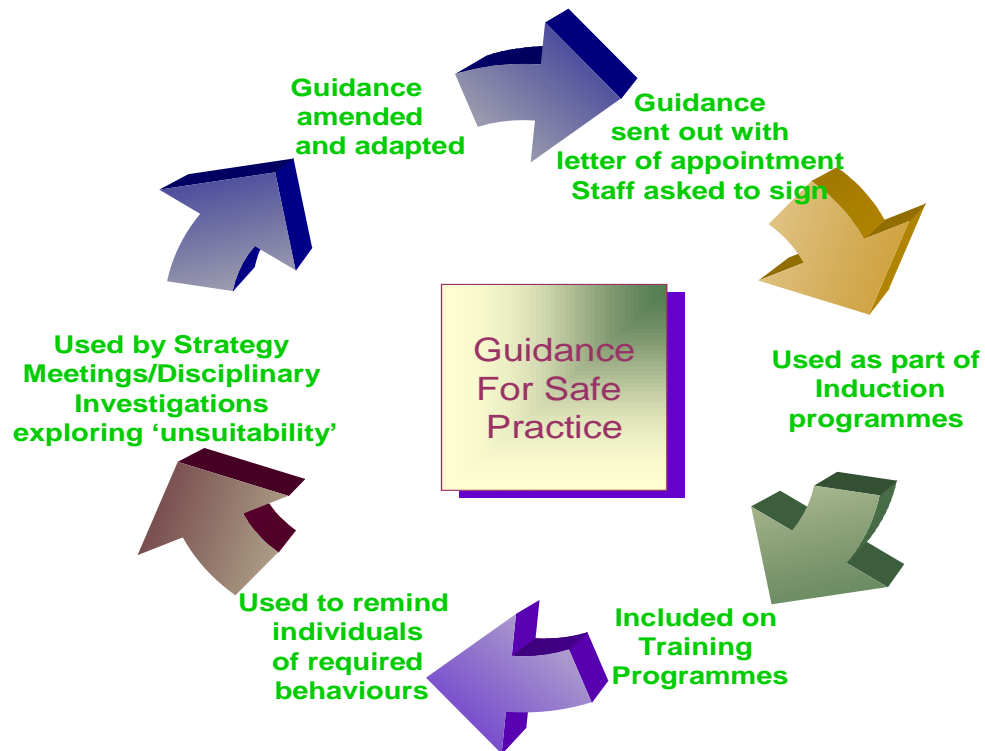 Guidance
amended
and adapted
Guidance
sent out with
letter of appointment
Staff asked to sign
Used as part of
Induction
programmes
Included on
Training
Programmes
Used to remind
individuals
of required
behaviours
Used by Strategy
Meetings/Disciplinary
Investigations
exploring ‘unsuitability’
Guidance
For Safe
Practice